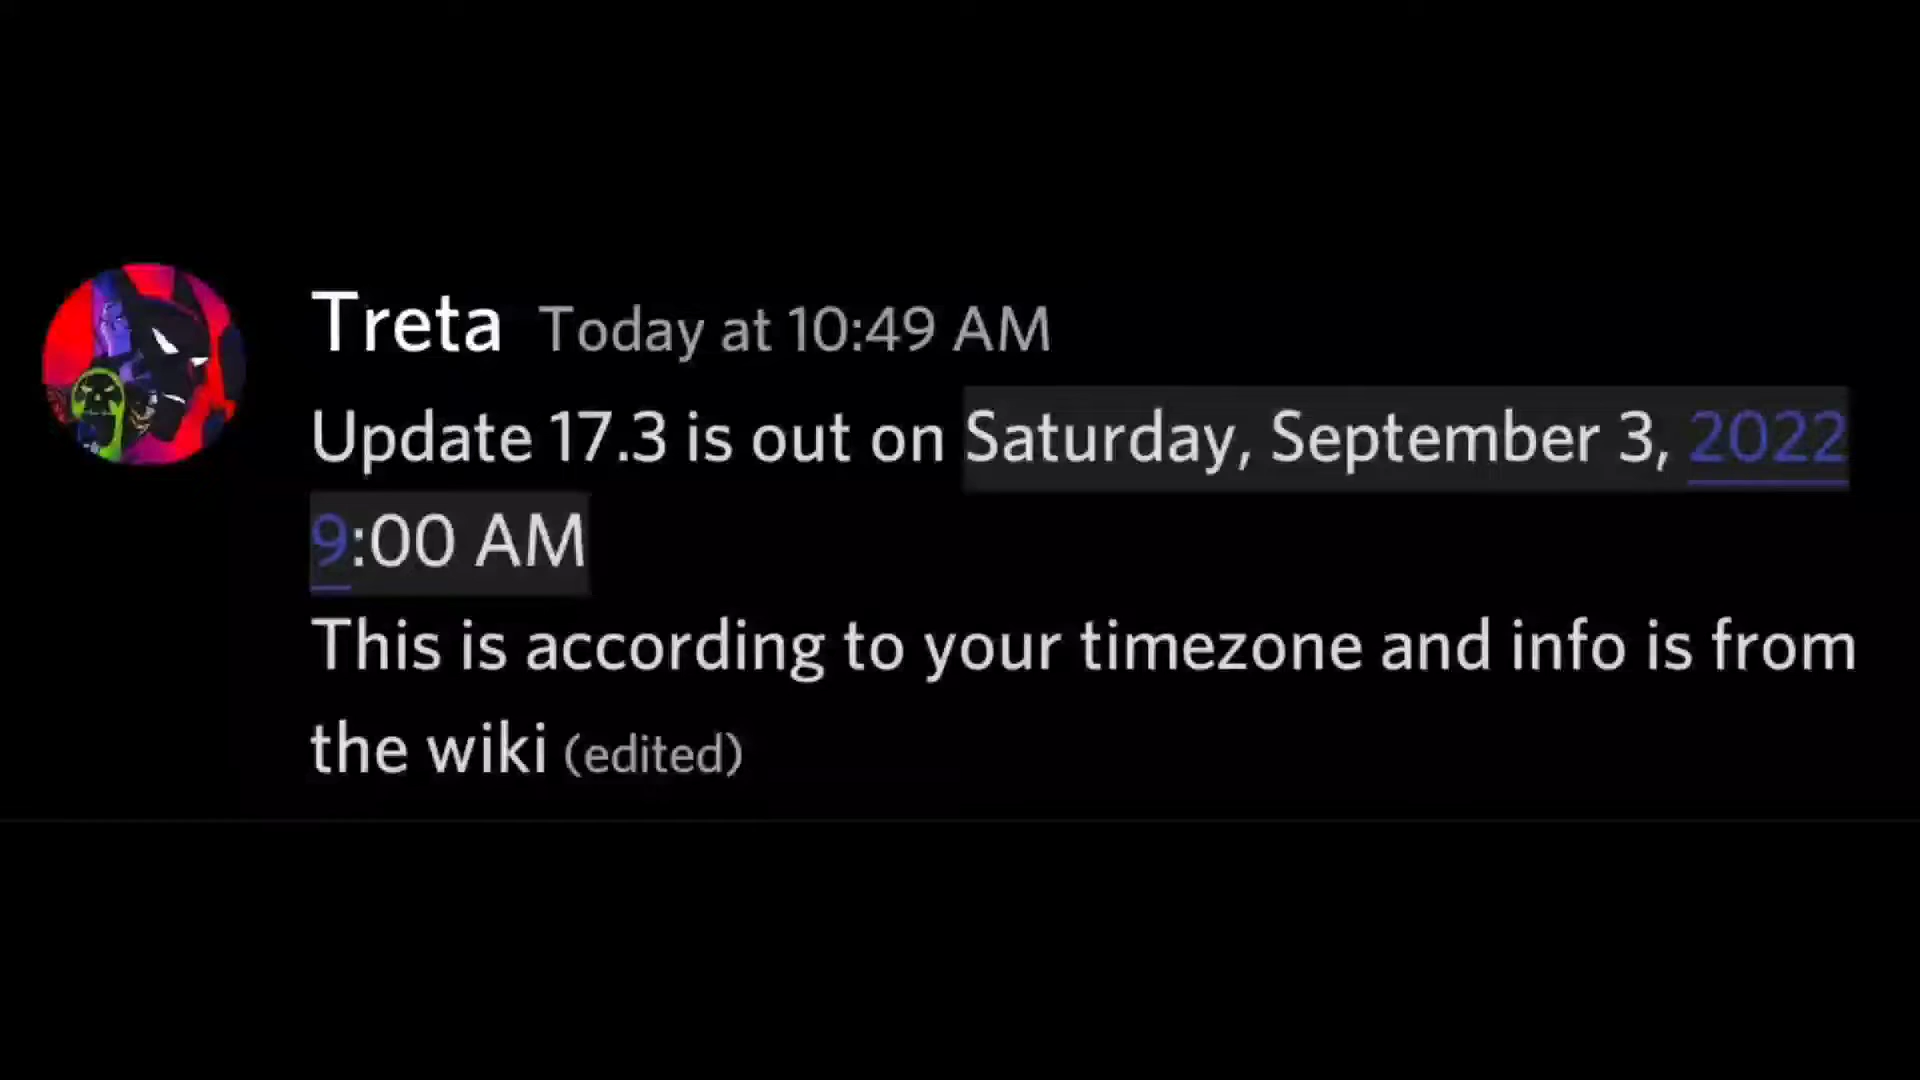 Treta Today at 10:49 AM
Update 17.3 is out on Saturday, September 3, 2022
9:00 AM
This is according to your timezone and info is from
the wiki (edited)